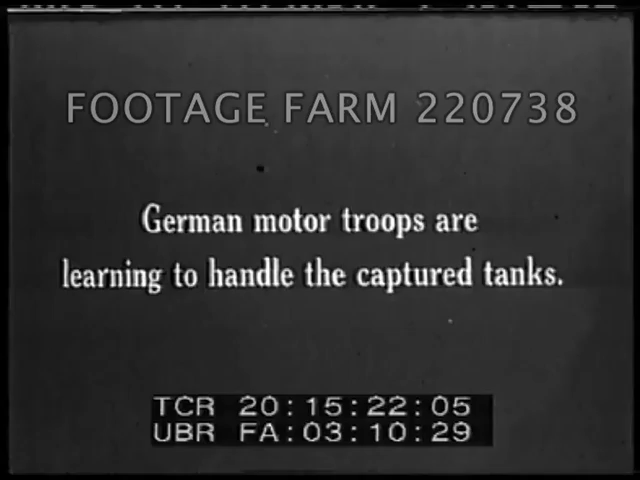 FOOTAGE FARM 220738
German motor troops are
learning to handle the captured tanks.
TCR 20:15:22:05
UBR FA:03:10:29